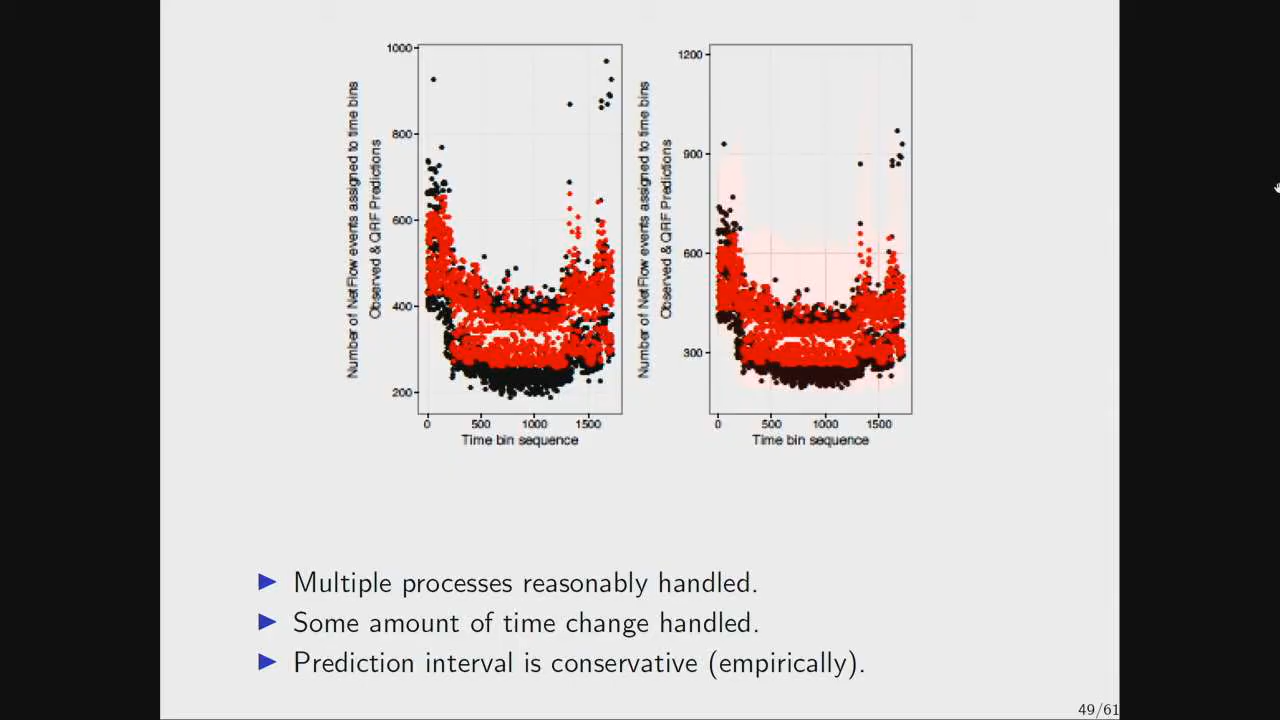 Number of NetFlow events assigned to time bins
Observed & QRF Predictions
1000
800
600
400
200
0 500 1000 1500
Time bin sequence
Number of NetFlow events assigned to time bins
Observed & QRF Predictions
1200
900
600
300
0 500 1000 1500
Time bin sequence
Multiple processes reasonably handled.
Some amount of time change handled.
Prediction interval is conservative (empirically).
49/61